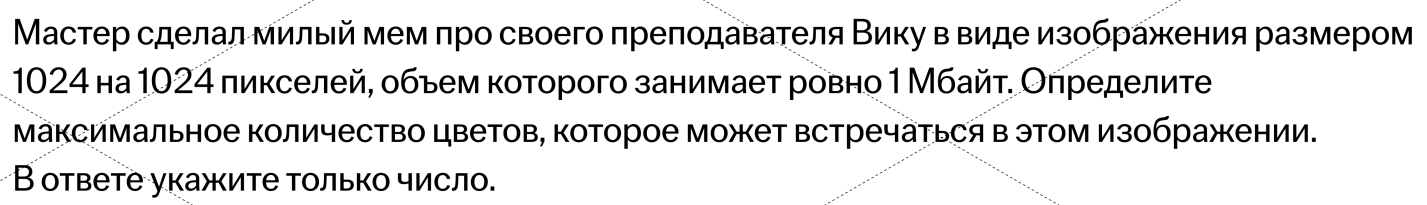 Мастер сделал милый мем про своего преподавателя Вику в виде изображения размером
1024 на 1024 пикселей, объем которого занимает ровно 1 Мбайт. Определите
максимальное количество цветов, которое может встречаться в этом изображении.
В ответе укажите только число.